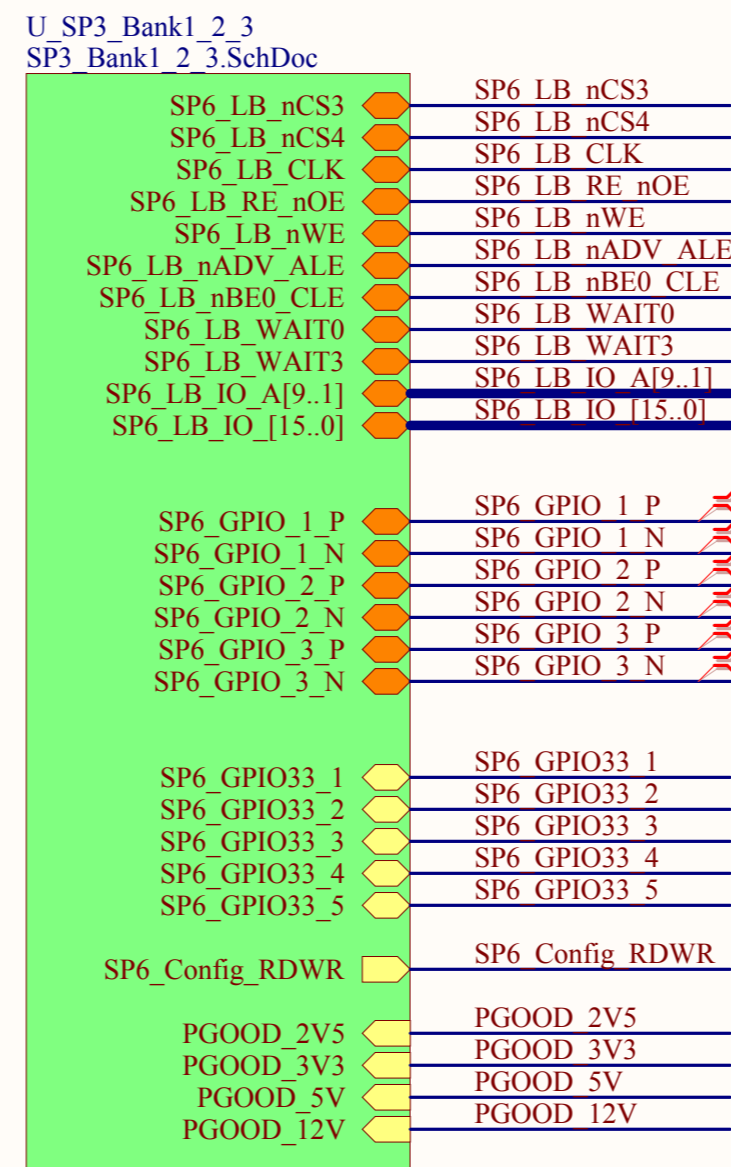 U_SP3_Bank1_2_3
SP3_Bank1_2_3.SchDoc
SP6_LB_nCS3 SP6_LB_nCS3
SP6_LB_nCS4 SP6_LB_nCS4
SP6_LB_CLK SP6_LB_CLK
SP6_LB_RE_nOE SP6_LB_RE_nOE
SP6_LB_nWE SP6_LB_nWE
SP6_LB_nADV_ALE SP6_LB_nADV_ALE
SP6_LB_nBE0_CLE SP6_LB_nBE0_CLE
SP6_LB_WAIT0 SP6_LB_WAIT0
SP6_LB_WAIT3 SP6_LB_WAIT3
SP6_LB_IO_A[9..1] SP6_LB_IO_A[9..1]
SP6_LB_IO_[15..0] SP6_LB_IO_[15..0]
SP6_GPIO_1_P SP6_GPIO_1_P
SP6_GPIO_1_N SP6_GPIO_1_N
SP6_GPIO_2_P SP6_GPIO_2_P
SP6_GPIO_2_N SP6_GPIO_2_N
SP6_GPIO_3_P SP6_GPIO_3_P
SP6_GPIO_3_N SP6_GPIO_3_N
SP6_GPIO33_1 SP6_GPIO33_1
SP6_GPIO33_2 SP6_GPIO33_2
SP6_GPIO33_3 SP6_GPIO33_3
SP6_GPIO33_4 SP6_GPIO33_4
SP6_GPIO33_5 SP6_GPIO33_5
SP6_Config_RDWR SP6_Config_RDWR
PGOOD_2V5 PGOOD_2V5
PGOOD_3V3 PGOOD_3V3
PGOOD_5V PGOOD_5V
PGOOD_12V PGOOD_12V